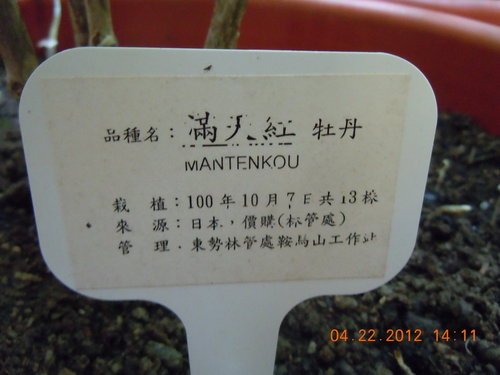 品種名：滿天紅 牡丹
MANTENKOU
栽 植：100年10月7日共13株
來 源：日本，價購(标管處)
管 理．東勢林管處鞍馬山工作站
04.22.2012 14:11